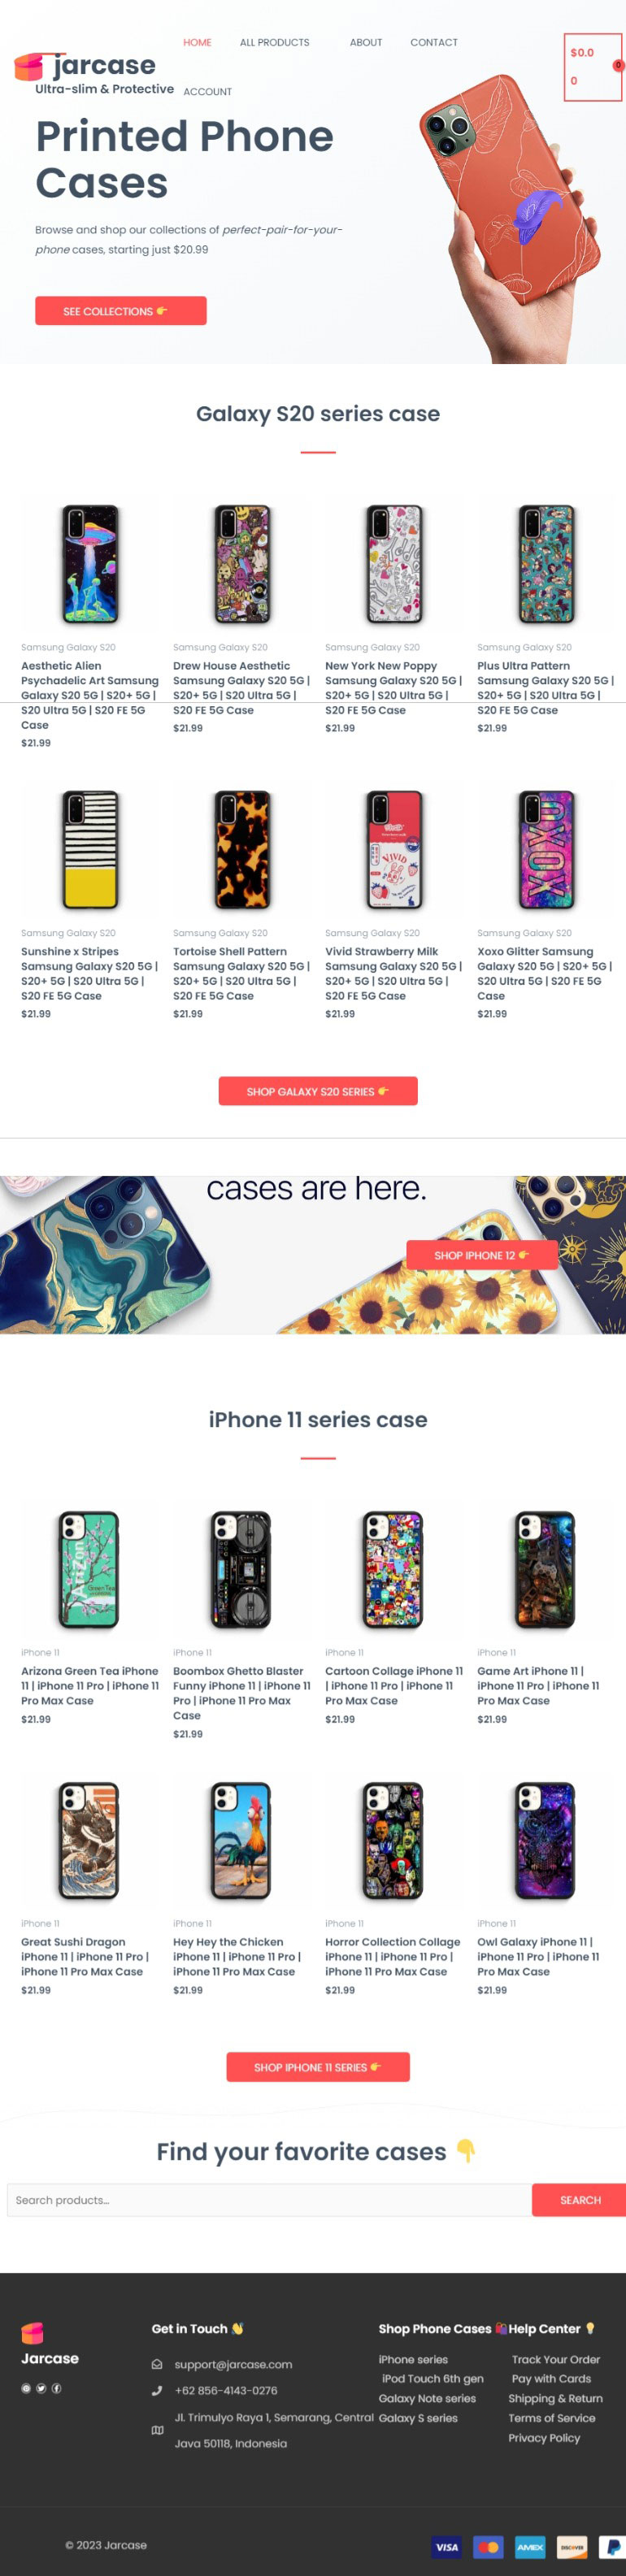 HOME ALL PRODUCTS ABOUT CONTACT
$0.0
0
0
jarcase
Ultra-slim & Protective ACCOUNT
Printed Phone
Cases
Browse and shop our collections of perfect-pair-for-your-
phone cases, starting just $20.99
SEE COLLECTIONS 👉
Galaxy S20 series case
Samsung Galaxy S20
Aesthetic Alien
Psychadelic Art Samsung
Galaxy S20 5G | S20+ 5G |
S20 Ultra 5G | S20 FE 5G
Case
$21.99
Samsung Galaxy S20
Drew House Aesthetic
Samsung Galaxy S20 5G |
S20+ 5G | S20 Ultra 5G |
S20 FE 5G Case
$21.99
Samsung Galaxy S20
New York New Poppy
Samsung Galaxy S20 5G |
S20+ 5G | S20 Ultra 5G |
S20 FE 5G Case
$21.99
Samsung Galaxy S20
Plus Ultra Pattern
Samsung Galaxy S20 5G |
S20+ 5G | S20 Ultra 5G |
S20 FE 5G Case
$21.99
VIVID
XOXO
Samsung Galaxy S20
Sunshine x Stripes
Samsung Galaxy S20 5G |
S20+ 5G | S20 Ultra 5G |
S20 FE 5G Case
$21.99
Samsung Galaxy S20
Tortoise Shell Pattern
Samsung Galaxy S20 5G |
S20+ 5G | S20 Ultra 5G |
S20 FE 5G Case
$21.99
Samsung Galaxy S20
Vivid Strawberry Milk
Samsung Galaxy S20 5G |
S20+ 5G | S20 Ultra 5G |
S20 FE 5G Case
$21.99
Samsung Galaxy S20
Xoxo Glitter Samsung
Galaxy S20 5G | S20+ 5G |
S20 Ultra 5G | S20 FE 5G
Case
$21.99
SHOP GALAXY S20 SERIES 👉
cases are here.
SHOP IPHONE 12 👉
iPhone 11 series case
Green Tea
iPhone 11
Arizona Green Tea iPhone
11 | iPhone 11 Pro | iPhone 11
Pro Max Case
$21.99
iPhone 11
Boombox Ghetto Blaster
Funny iPhone 11 | iPhone 11
Pro | iPhone 11 Pro Max
Case
$21.99
iPhone 11
Cartoon Collage iPhone 11
| iPhone 11 Pro | iPhone 11
Pro Max Case
$21.99
iPhone 11
Game Art iPhone 11 |
iPhone 11 Pro | iPhone 11
Pro Max Case
$21.99
iPhone 11
Great Sushi Dragon
iPhone 11 | iPhone 11 Pro |
iPhone 11 Pro Max Case
$21.99
iPhone 11
Hey Hey the Chicken
iPhone 11 | iPhone 11 Pro |
iPhone 11 Pro Max Case
$21.99
iPhone 11
Horror Collection Collage
iPhone 11 | iPhone 11 Pro |
iPhone 11 Pro Max Case
$21.99
iPhone 11
Owl Galaxy iPhone 11 |
iPhone 11 Pro | iPhone 11
Pro Max Case
$21.99
SHOP IPHONE 11 SERIES 👉
Find your favorite cases 👇
Search products…
SEARCH
Jarcase
Get in Touch 👋
support@jarcase.com
+62 856-4143-0276
Jl. Trimulyo Raya 1, Semarang, Central
Java 50118, Indonesia
Shop Phone Cases 🛍
iPhone series
iPod Touch 6th gen
Galaxy Note series
Galaxy S series
Help Center 💡
Track Your Order
Pay with Cards
Shipping & Return
Terms of Service
Privacy Policy
© 2023 Jarcase
VISA
AMEX
DISCOVER